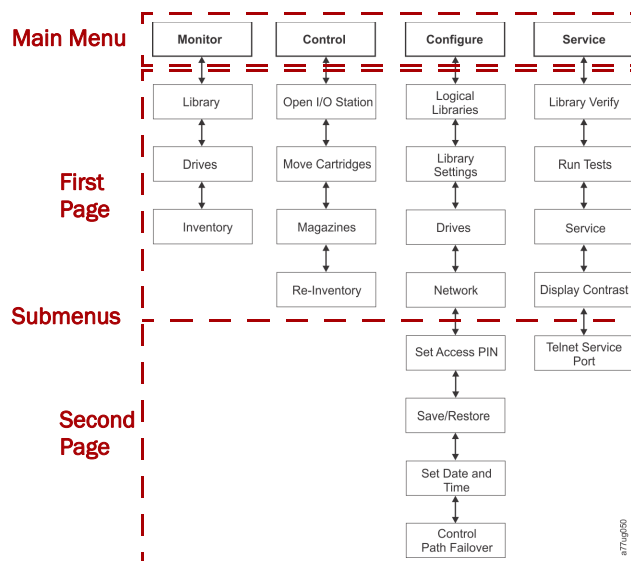 Main Menu
Monitor
Control
Configure
Service
First
Page
Library
Open I/O Station
Logical
Libraries
Library Verify
Drives
Move Cartridges
Library
Settings
Run Tests
Inventory
Magazines
Drives
Service
Re-Inventory
Network
Display Contrast
Submenus
Second
Page
Set Access PIN
Telnet Service
Port
Save/Restore
Set Date and
Time
Control
Path Failover
a77ug050